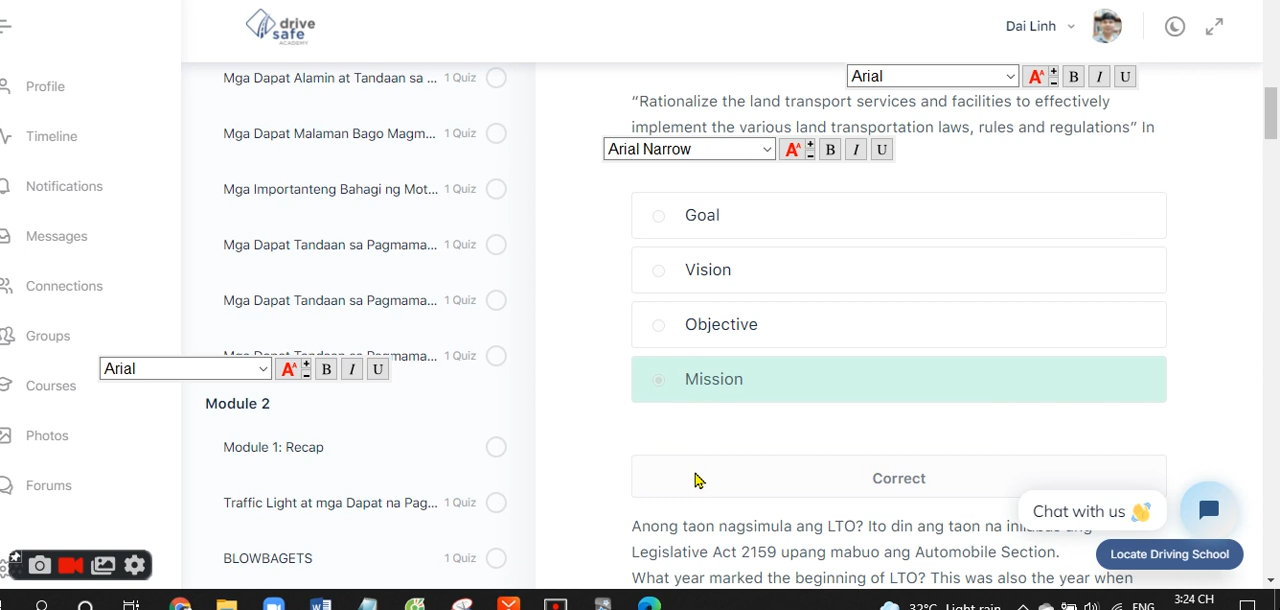 drive
safe
ACADEMY
Dai Linh
Profile
Timeline
Notifications
Messages
Connections
Groups
Courses
Photos
Forums
Mga Dapat Alamin at Tandaan sa ... 1 Quiz
Mga Dapat Malaman Bago Magm... 1 Quiz
Mga Importanteng Bahagi ng Mot... 1 Quiz
Mga Dapat Tandaan sa Pagmama... 1 Quiz
Mga Dapat Tandaan sa Pagmama... 1 Quiz
Mga Dapat Tandaan sa Pagmama... 1 Quiz
Arial
A
B I U
Module 2
Module 1: Recap
Traffic Light at mga Dapat na Pag... 1 Quiz
BLOWBAGETS 1 Quiz
Arial
A
B I U
“Rationalize the land transport services and facilities to effectively
implement the various land transportation laws, rules and regulations” In
Arial Narrow
A
B I U
Goal
Vision
Objective
Mission
Correct
Anong taon nagsimula ang LTO? Ito din ang taon na ang
Legislative Act 2159 upang mabuo ang Automobile Section.
What year marked the beginning of LTO? This was also the year when
Chat with us 👋
Locate Driving School
32°C Light rain
ENG
3:24 CH